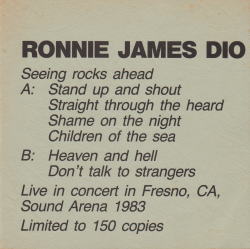 RONNIE JAMES DIO
Seeing rocks ahead
A: Stand up and shout
Straight through the heard
Shame on the night
Children of the sea
B: Heaven and hell
Don't talk to strangers
Live in concert in Fresno, CA,
Sound Arena 1983
Limited to 150 copies